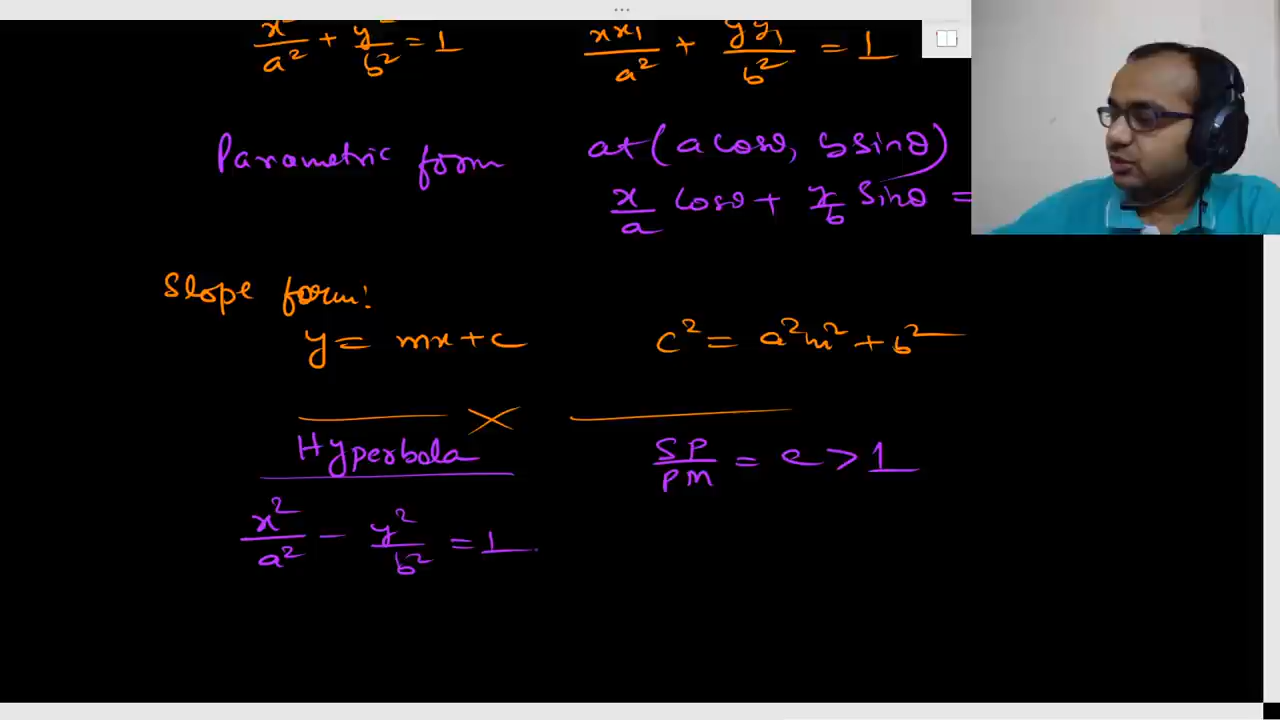 x²/a² + y²/b² = 1    xx₁/a² + yy₁/b² = 1
Parametric form    at (a cosθ, b sinθ)
x/a cosθ + y/b sinθ =
Slope form:
y = mx + c    c² = a²m² + b²
Hyperbola    SP/PM = e > 1
x²/a² - y²/b² = 1